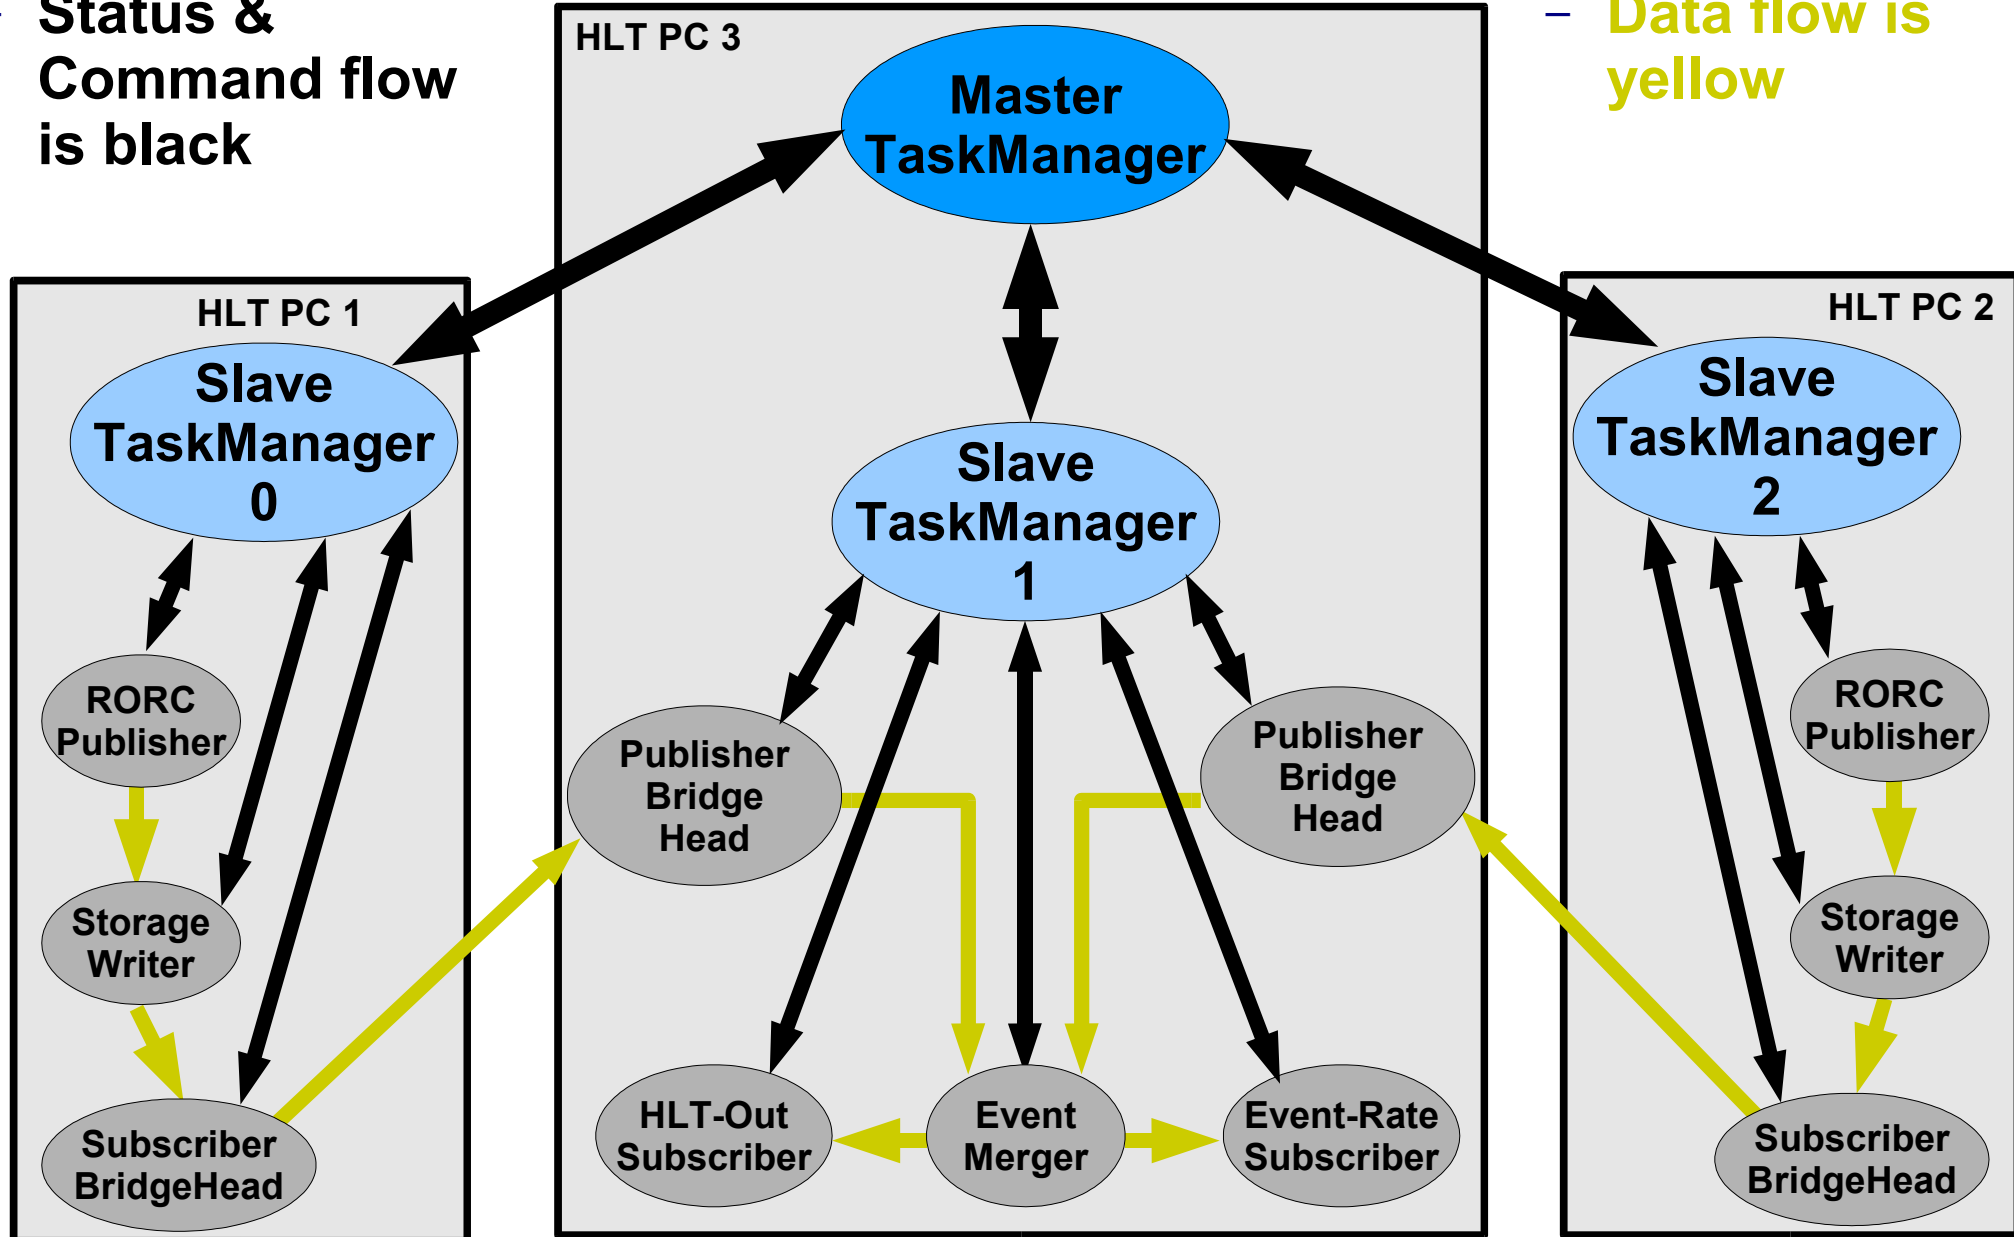 Status &
Command flow
is black
Data flow is
yellow
HLT PC 3
Master
TaskManager
HLT PC 1
Slave
TaskManager
0
HLT PC 2
Slave
TaskManager
2
Slave
TaskManager
1
RORC
Publisher
Storage
Writer
Subscriber
BridgeHead
Publisher
Bridge
Head
Publisher
Bridge
Head
HLT-Out
Subscriber
Event
Merger
Event-Rate
Subscriber
RORC
Publisher
Storage
Writer
Subscriber
BridgeHead